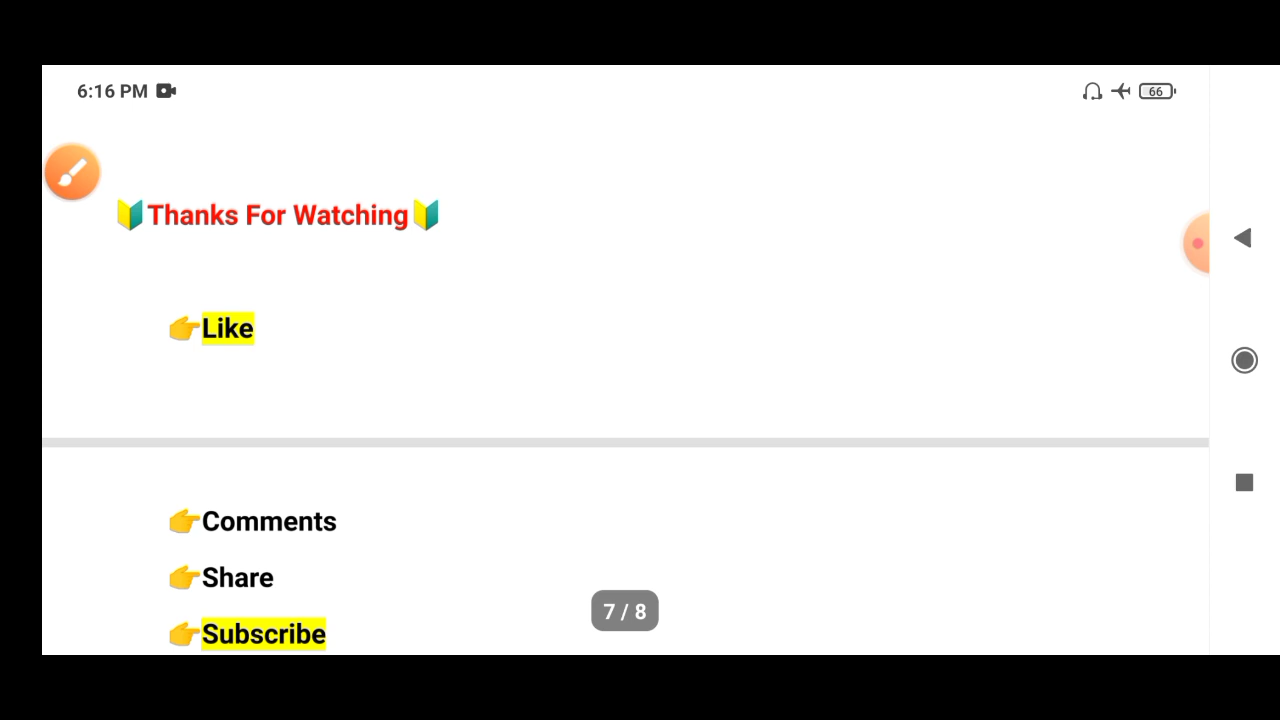 6:16 PM
66
🔰Thanks For Watching🔰
👉Like
👉Comments
👉Share
7 / 8
👉Subscribe